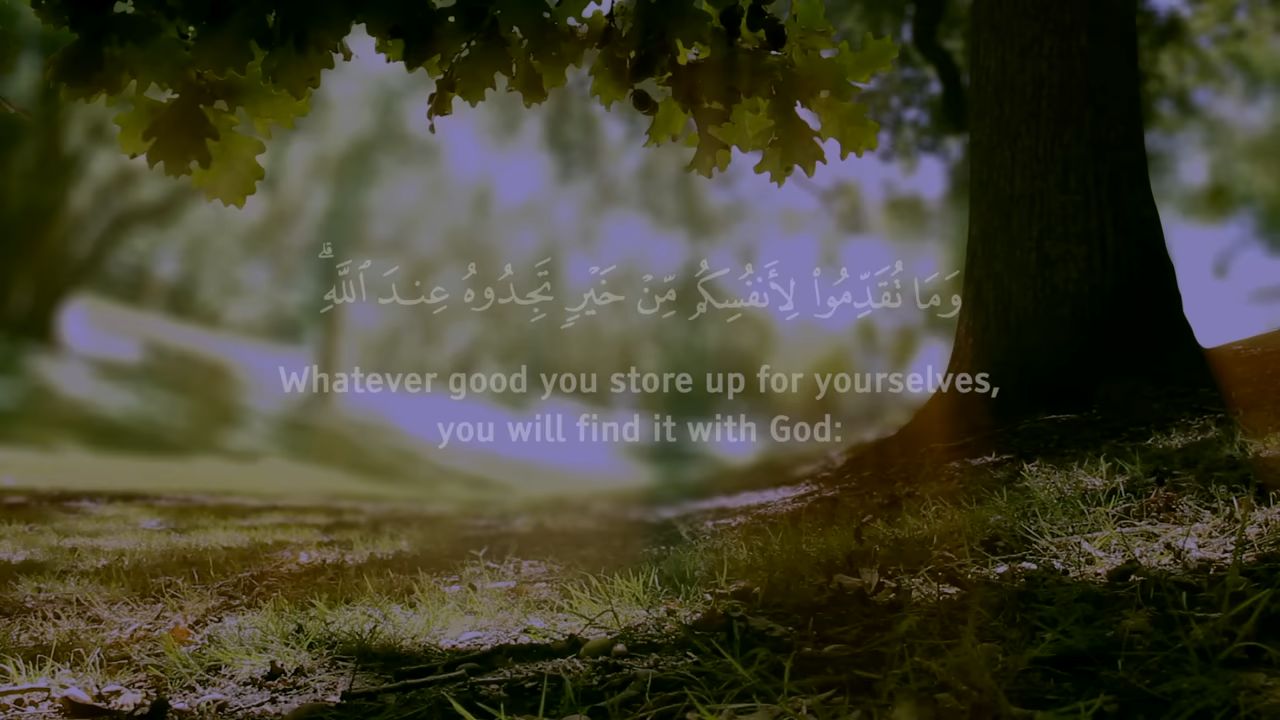 وَمَا تُقَدِّمُوا۟ لِأَنفُسِكُم مِّنْ خَيْرٍ تَجِدُوهُ عِندَ ٱللَّهِ ۗ
Whatever good you store up for yourselves,
you will find it with God: